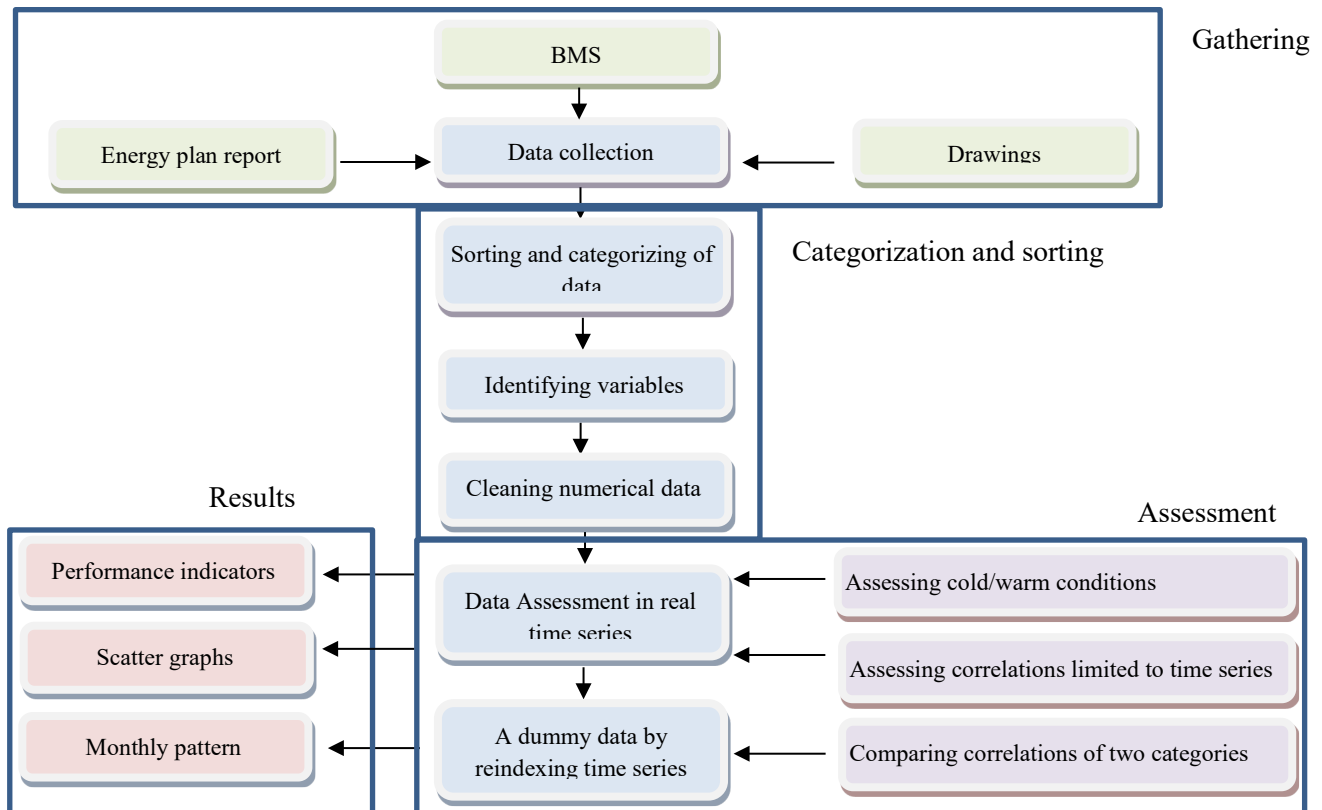 Gathering
BMS
Energy plan report
Data collection
Drawings
Sorting and categorizing of
data
Categorization and sorting
Identifying variables
Cleaning numerical data
Results
Assessment
Performance indicators
Data Assessment in real
time series
Assessing cold/warm conditions
Scatter graphs
Assessing correlations limited to time series
Monthly pattern
A dummy data by
reindexing time series
Comparing correlations of two categories